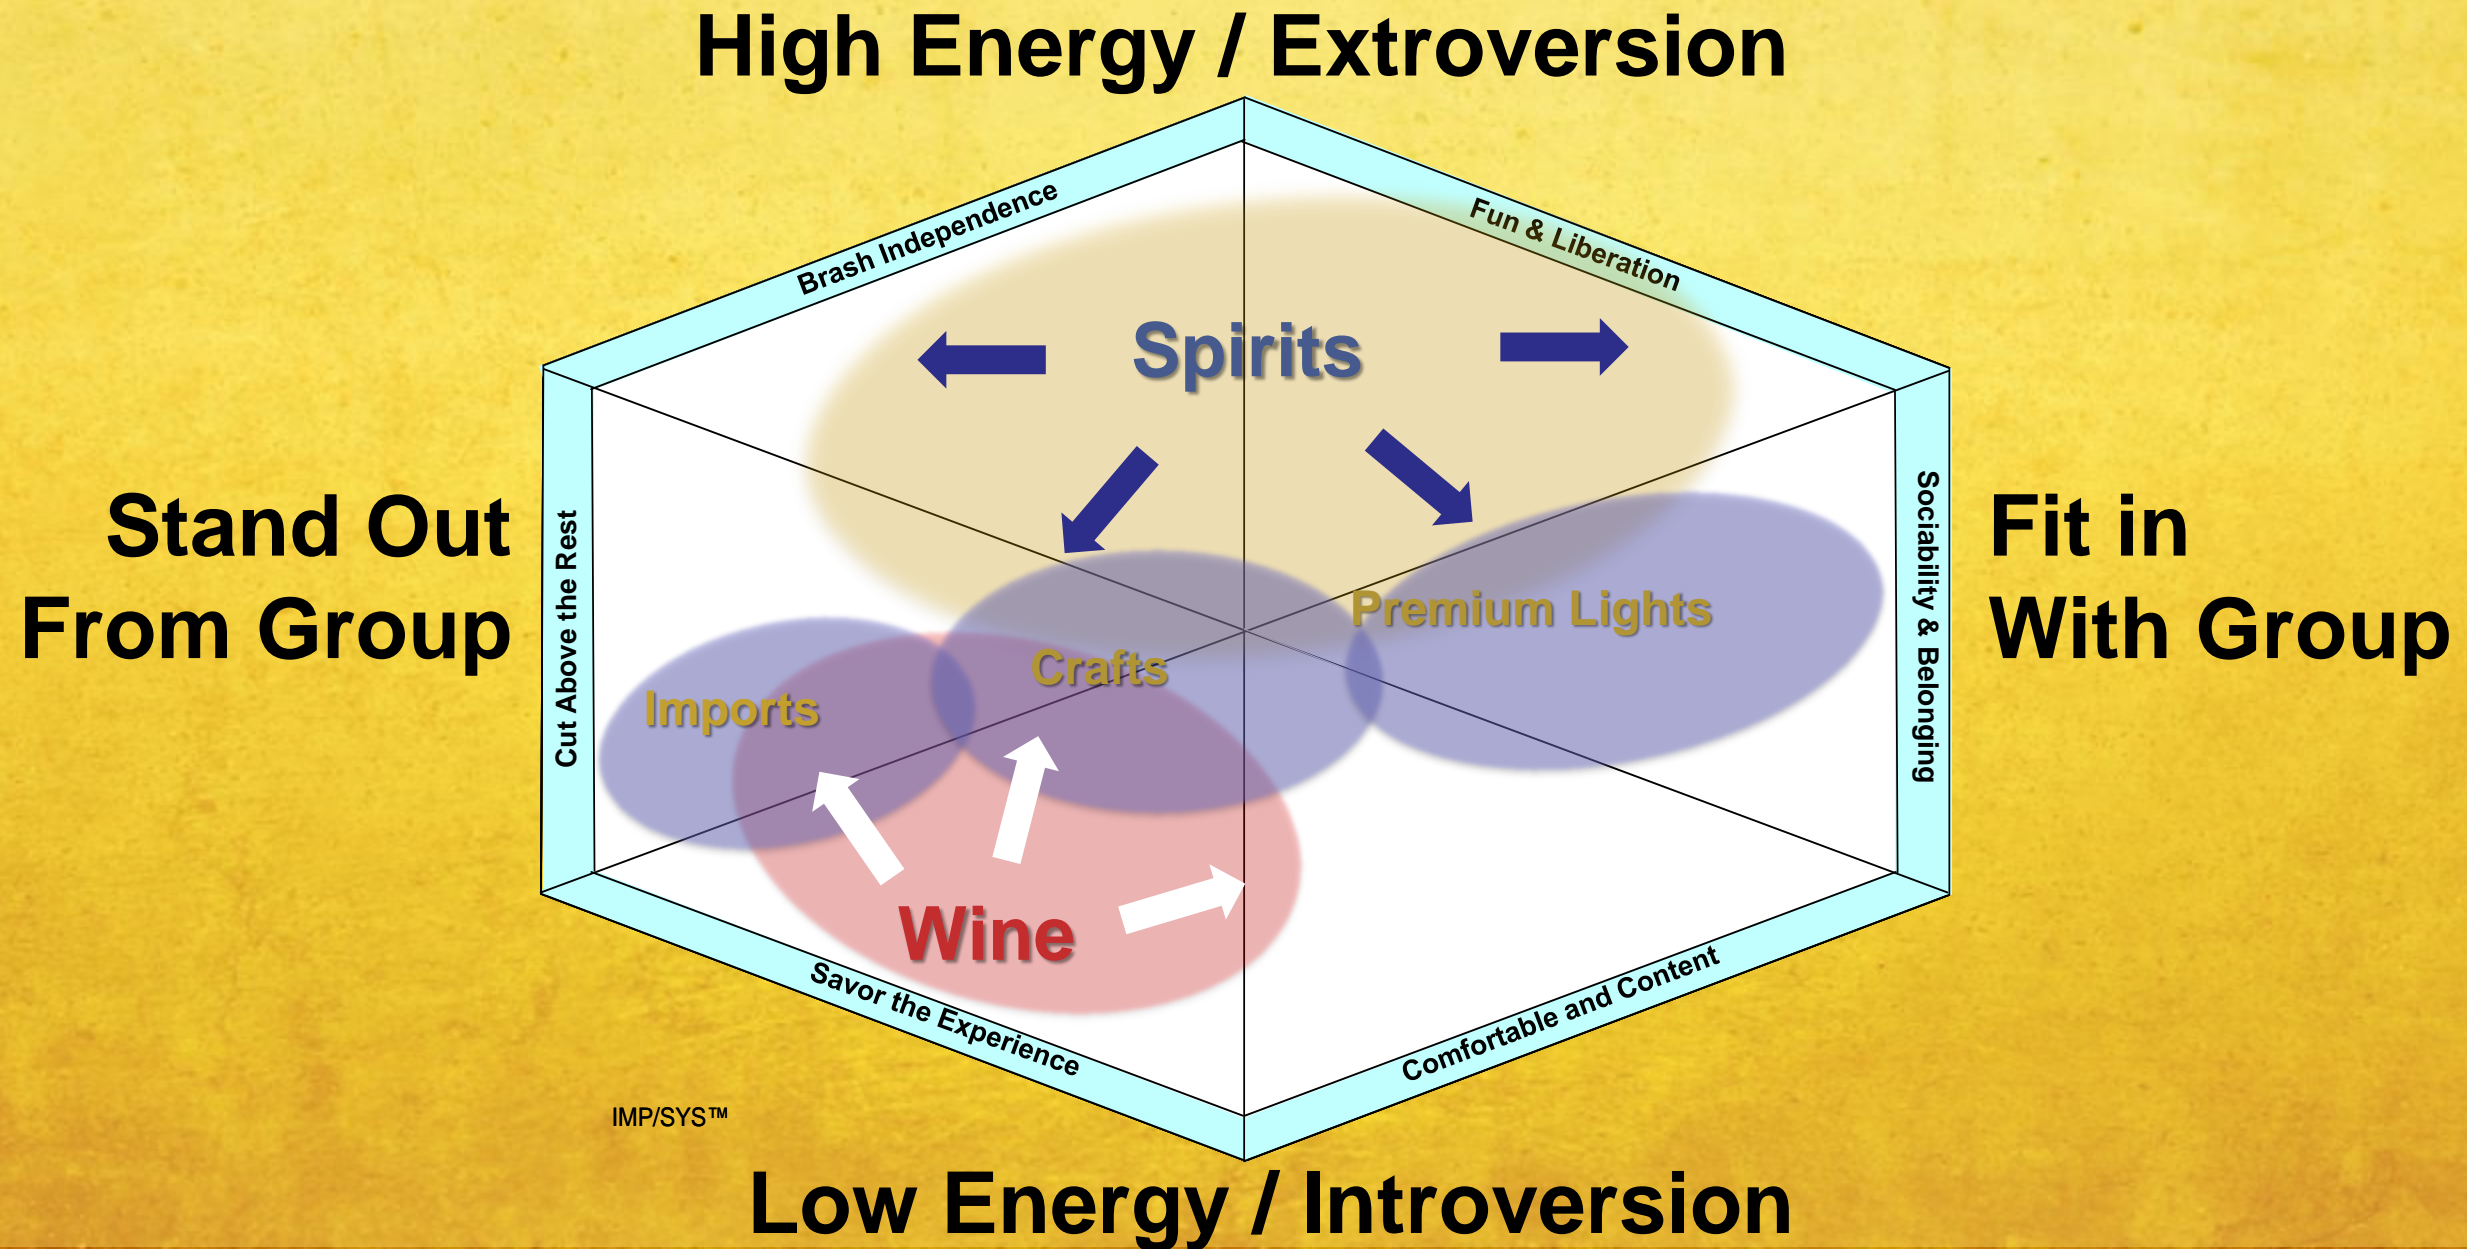 High Energy / Extroversion
Brash Independence
Fun & Liberation
Spirits
Stand Out
From Group
Cut Above the Rest
Sociability & Belonging
Fit in
With Group
Premium Lights
Crafts
Imports
Wine
Savor the Experience
Comfortable and Content
IMP/SYS™
Low Energy / Introversion